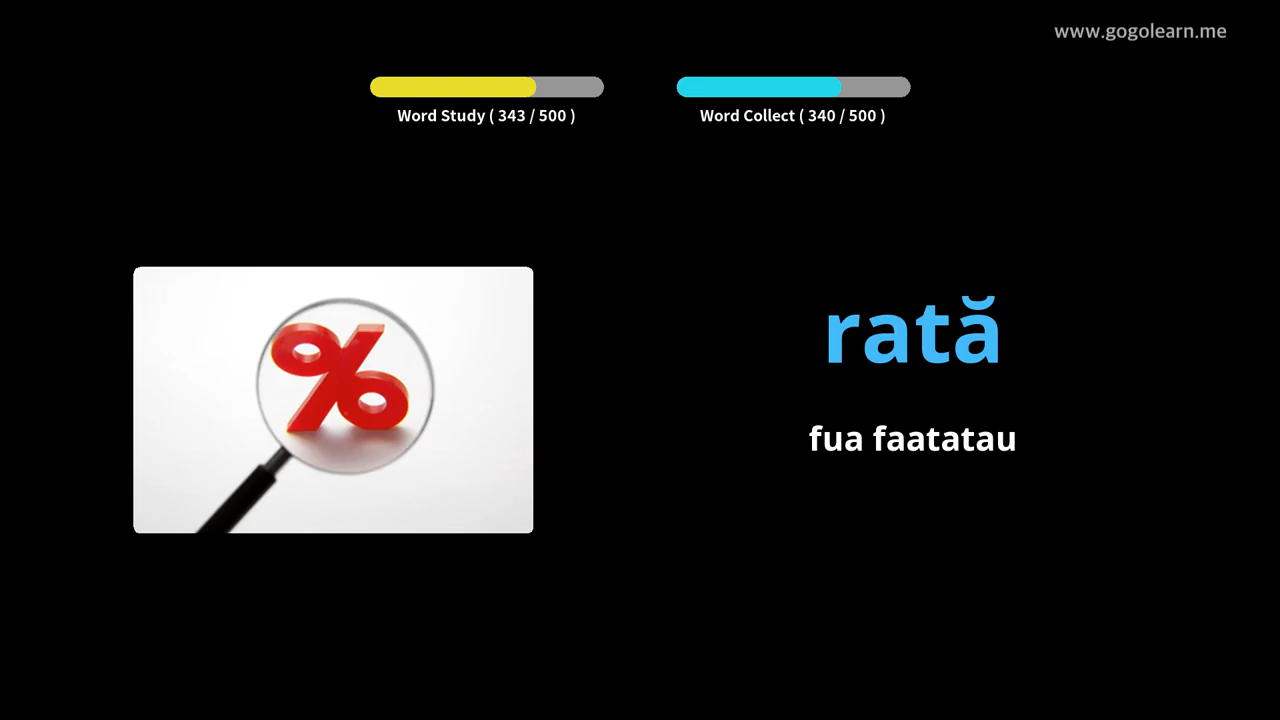 www.gogolearn.me
Word Study ( 343 / 500 )
Word Collect ( 340 / 500 )
%
rată
fua faatatau